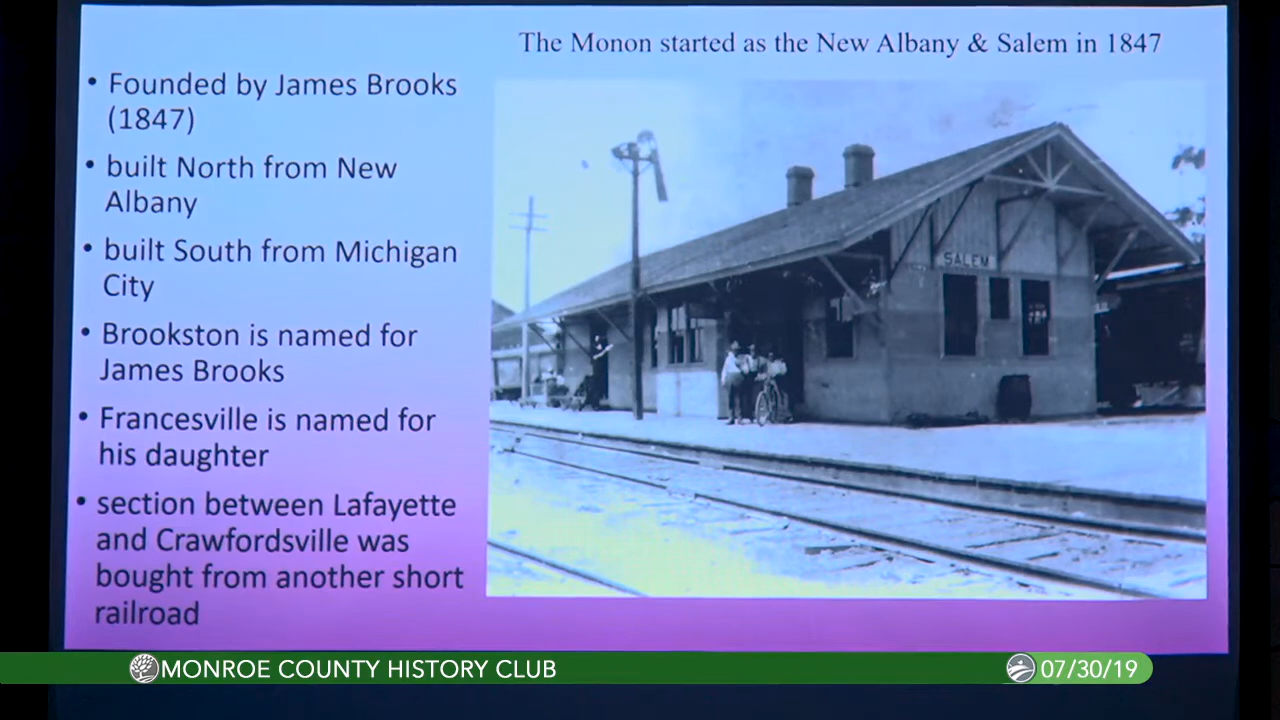 The Monon started as the New Albany & Salem in 1847
• Founded by James Brooks
(1847)
• built North from New
Albany
• built South from Michigan
City
• Brookston is named for
James Brooks
• Francesville is named for
his daughter
• section between Lafayette
and Crawfordsville was
bought from another short
railroad
SALEM
MONROE COUNTY HISTORY CLUB
07/30/19